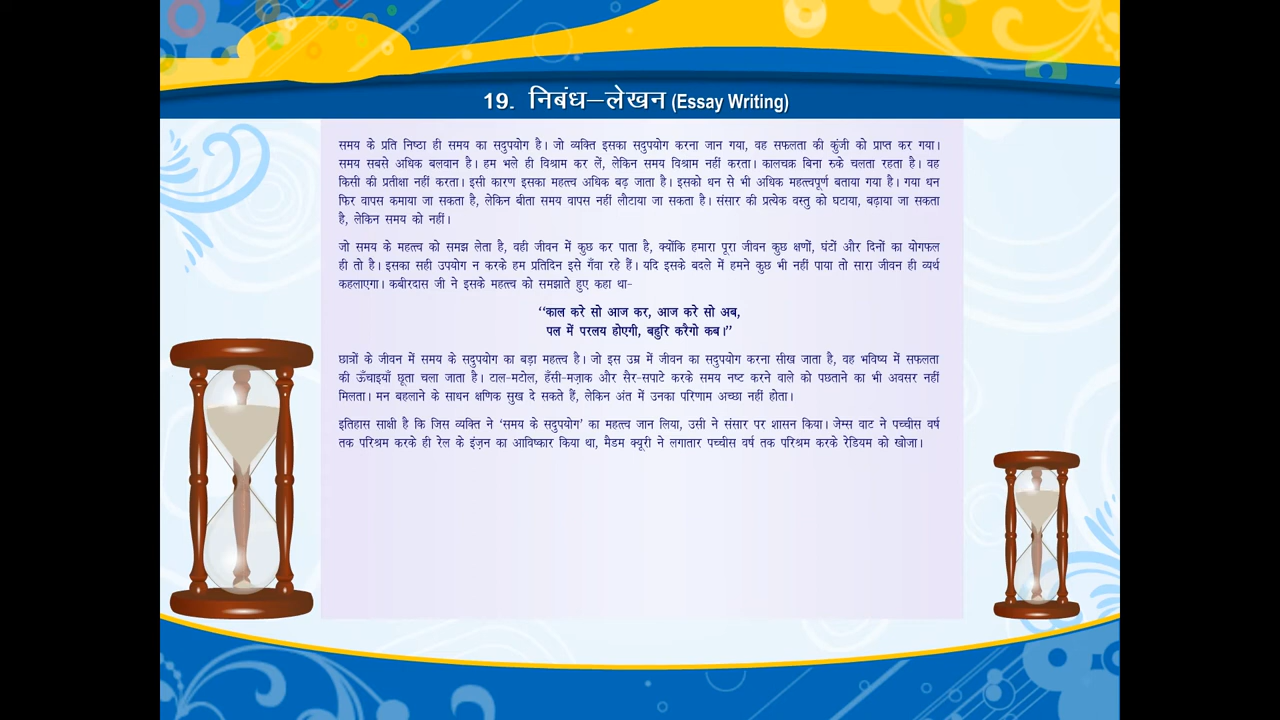 19. निबंध–लेखन (Essay Writing)
समय के प्रति निष्ठा ही समय का सदुपयोग है। जो व्यक्ति इसका सदुपयोग करना जान गया, वह सफलता की कुंजी को प्राप्त कर गया।
समय सबसे अधिक बलवान है। हम भले ही विश्राम कर लें, लेकिन समय विश्राम नहीं करता। कालचक्र बिना रुके चलता रहता है। वह
किसी की प्रतीक्षा नहीं करता। इसी कारण इसका महत्त्व अधिक बढ़ जाता है। इसको धन से भी अधिक महत्त्वपूर्ण बताया गया है। गया धन
फिर वापस कमाया जा सकता है, लेकिन बीता समय वापस नहीं लौटाया जा सकता है। संसार की प्रत्येक वस्तु को घटाया, बढ़ाया जा सकता
है, लेकिन समय को नहीं।
जो समय के महत्त्व को समझ लेता है, वही जीवन में कुछ कर पाता है, क्योंकि हमारा पूरा जीवन कुछ क्षणों, घंटों और दिनों का योगफल
ही तो है। इसका सही उपयोग न करके हम प्रतिदिन इसे गँवा रहे हैं। यदि इसके बदले में हमने कुछ भी नहीं पाया तो सारा जीवन ही व्यर्थ
कहलाएगा। कबीरदास जी ने इसके महत्त्व को समझाते हुए कहा था-
‘‘काल करे सो आज कर, आज करे सो अब,
पल में परलय होएगी, बहुरि करैगो कब।’’
छात्रों के जीवन में समय के सदुपयोग का बड़ा महत्त्व है। जो इस उम्र में जीवन का सदुपयोग करना सीख जाता है, वह भविष्य में सफलता
की ऊँचाइयाँ छूता चला जाता है। टाल-मटोल, हँसी-मज़ाक और सैर-सपाटे करके समय नष्ट करने वाले को पछताने का भी अवसर नहीं
मिलता। मन बहलाने के साधन क्षणिक सुख दे सकते हैं, लेकिन अंत में उनका परिणाम अच्छा नहीं होता।
इतिहास साक्षी है कि जिस व्यक्ति ने ‘समय के सदुपयोग’ का महत्त्व जान लिया, उसी ने संसार पर शासन किया। जेम्स वाट ने पच्चीस वर्ष
तक परिश्रम करके ही रेल के इंज़न का आविष्कार किया था, मैडम क्यूरी ने लगातार पच्चीस वर्ष तक परिश्रम करके रेडियम को खोजा।